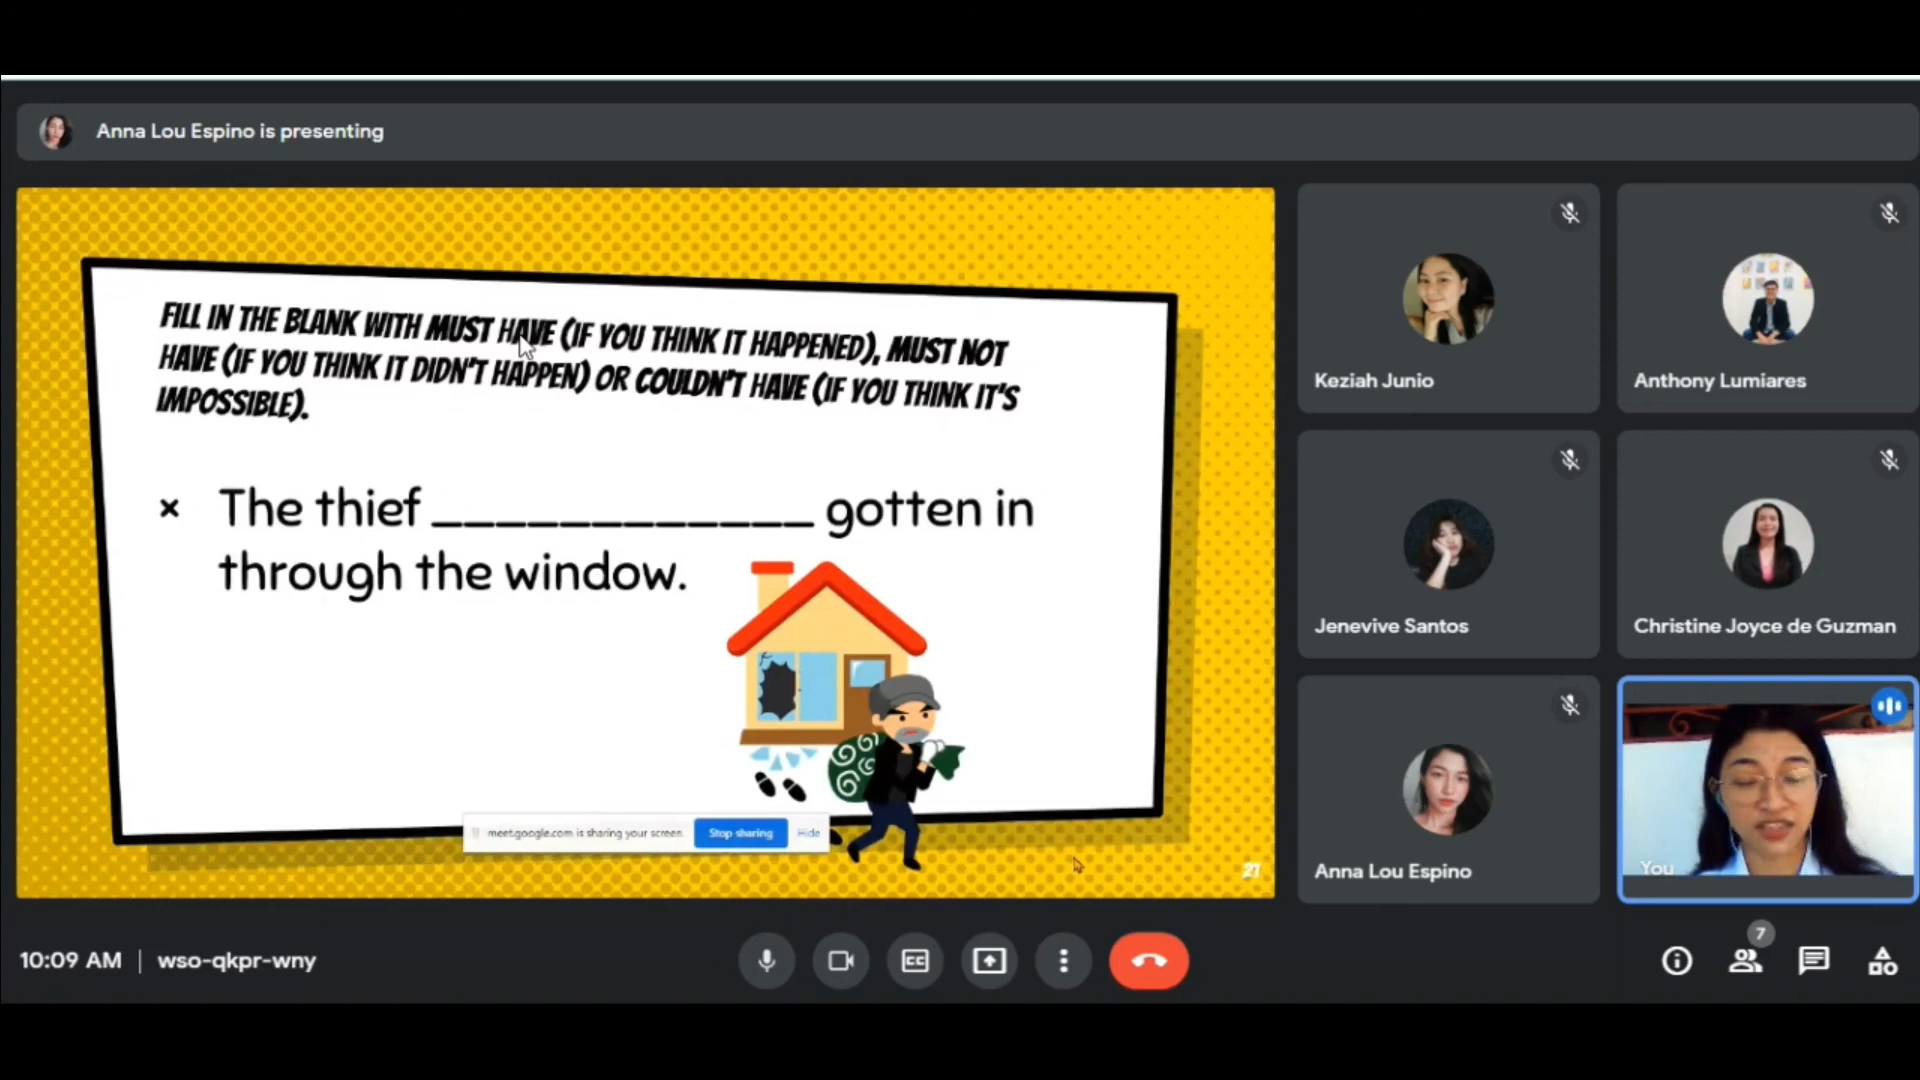 Anna Lou Espino is presenting
FILL IN THE BLANK WITH MUST HAVE (IF YOU THINK IT HAPPENED), MUST NOT
HAVE (IF YOU THINK IT DIDN'T HAPPEN) OR COULDN'T HAVE (IF YOU THINK IT'S
IMPOSSIBLE).
× The thief ____________ gotten in
through the window.
meet.google.com is sharing your screen. Stop sharing Hide
21
Keziah Junio
Anthony Lumiares
Jenevive Santos
Christine Joyce de Guzman
Anna Lou Espino
You
10:09 AM | wso-qkpr-wny
CC
7